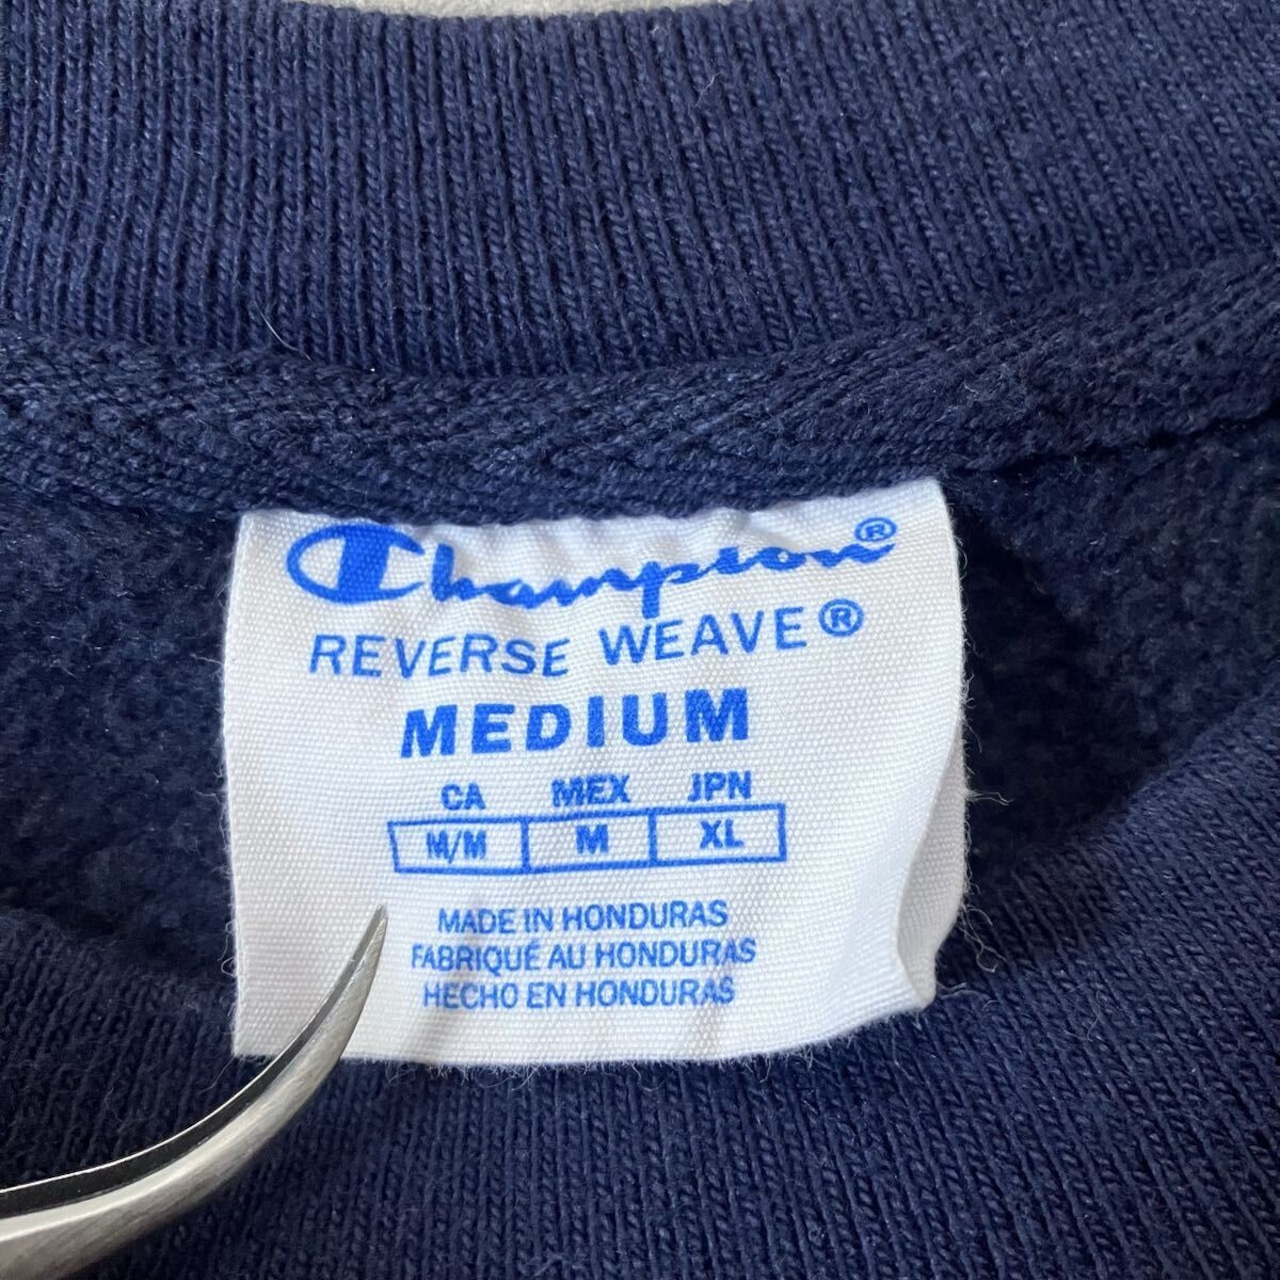 Champion®
REVERSE WEAVE®
MEDIUM
CA MEX JPN
M/M M XL
MADE IN HONDURAS
FABRIQUÉ AU HONDURAS
HECHO EN HONDURAS